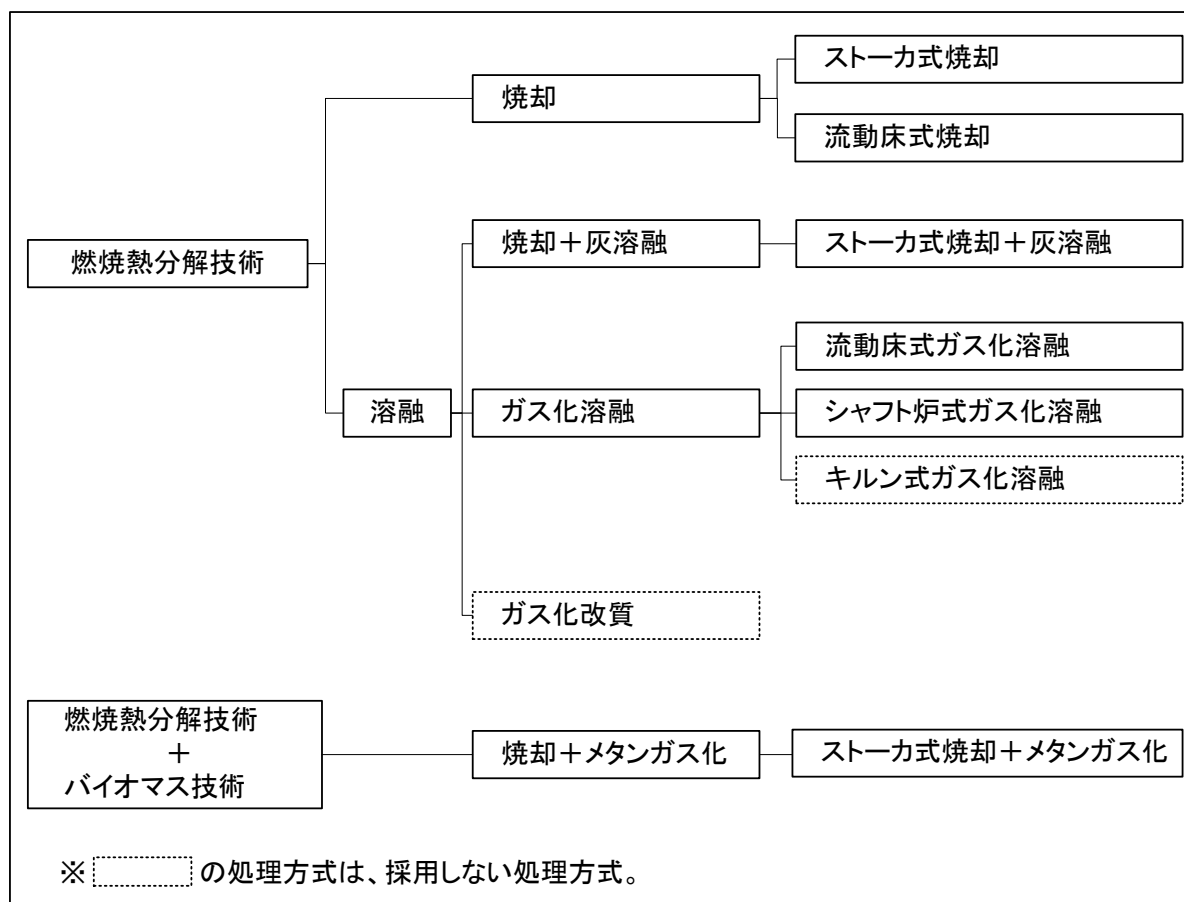 燃焼熱分解技術
焼却
ストーカ式焼却
流動床式焼却
溶融
焼却＋灰溶融
ストーカ式焼却＋灰溶融
ガス化溶融
流動床式ガス化溶融
シャフト炉式ガス化溶融
キルン式ガス化溶融
ガス化改質
燃焼熱分解技術
＋
バイオマス技術
焼却＋メタンガス化
ストーカ式焼却＋メタンガス化
※ の処理方式は、採用しない処理方式。